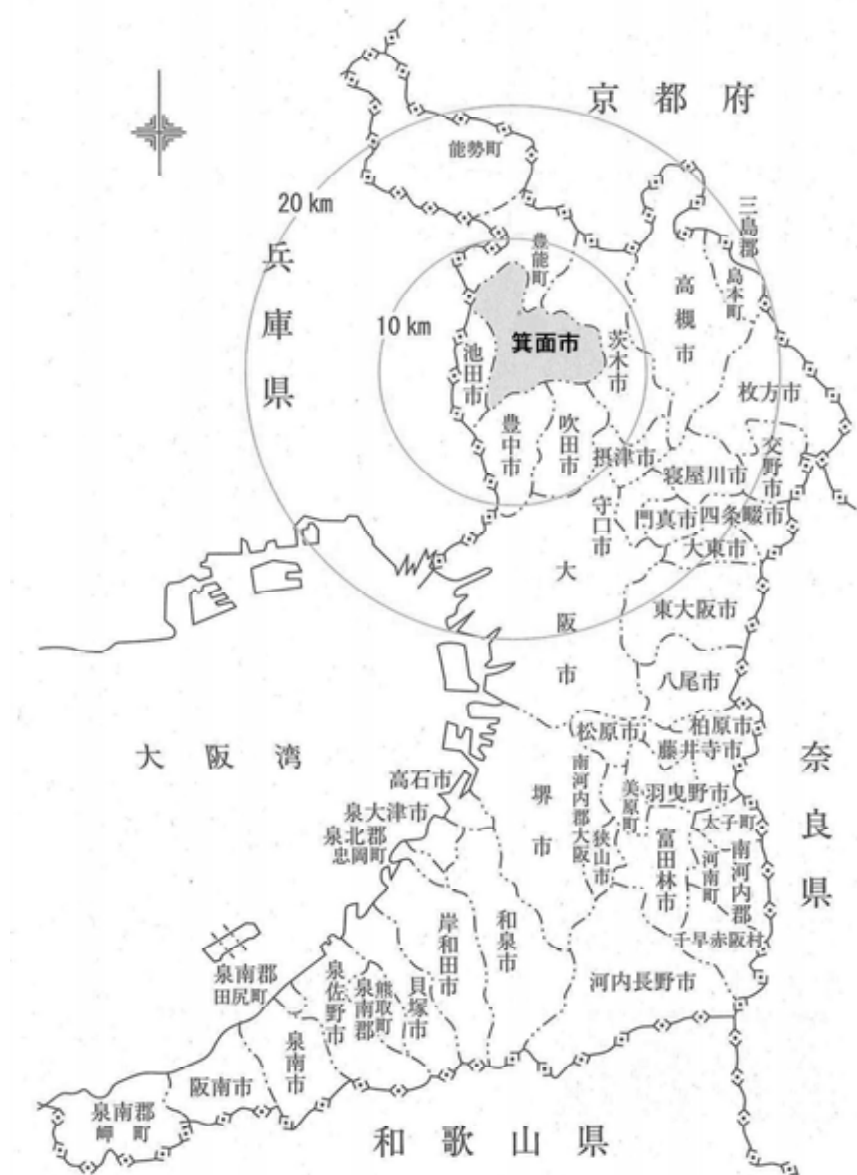 京都府
能勢町
20km
三島郡
兵庫県
豊能町
島本町
高槻市
10km
箕面市
茨木市
池田市
枚方市
豊中市
吹田市
交野市
摂津市
寝屋川市
守口市
門真市
四条畷市
大東市
大阪市
東大阪市
八尾市
松原市
柏原市
大阪湾
藤井寺市
奈良県
高石市
南河内郡大阪
狭山市
美原町
羽曳野市
堺市
泉大津市
太子町
泉北郡
忠岡町
富田林市
河南町
南河内郡
千早赤阪村
岸和田市
和泉市
泉南郡
田尻町
泉佐野市
泉南郡
熊取町
貝塚市
河内長野市
泉南市
阪南市
泉南郡
岬町
和歌山県